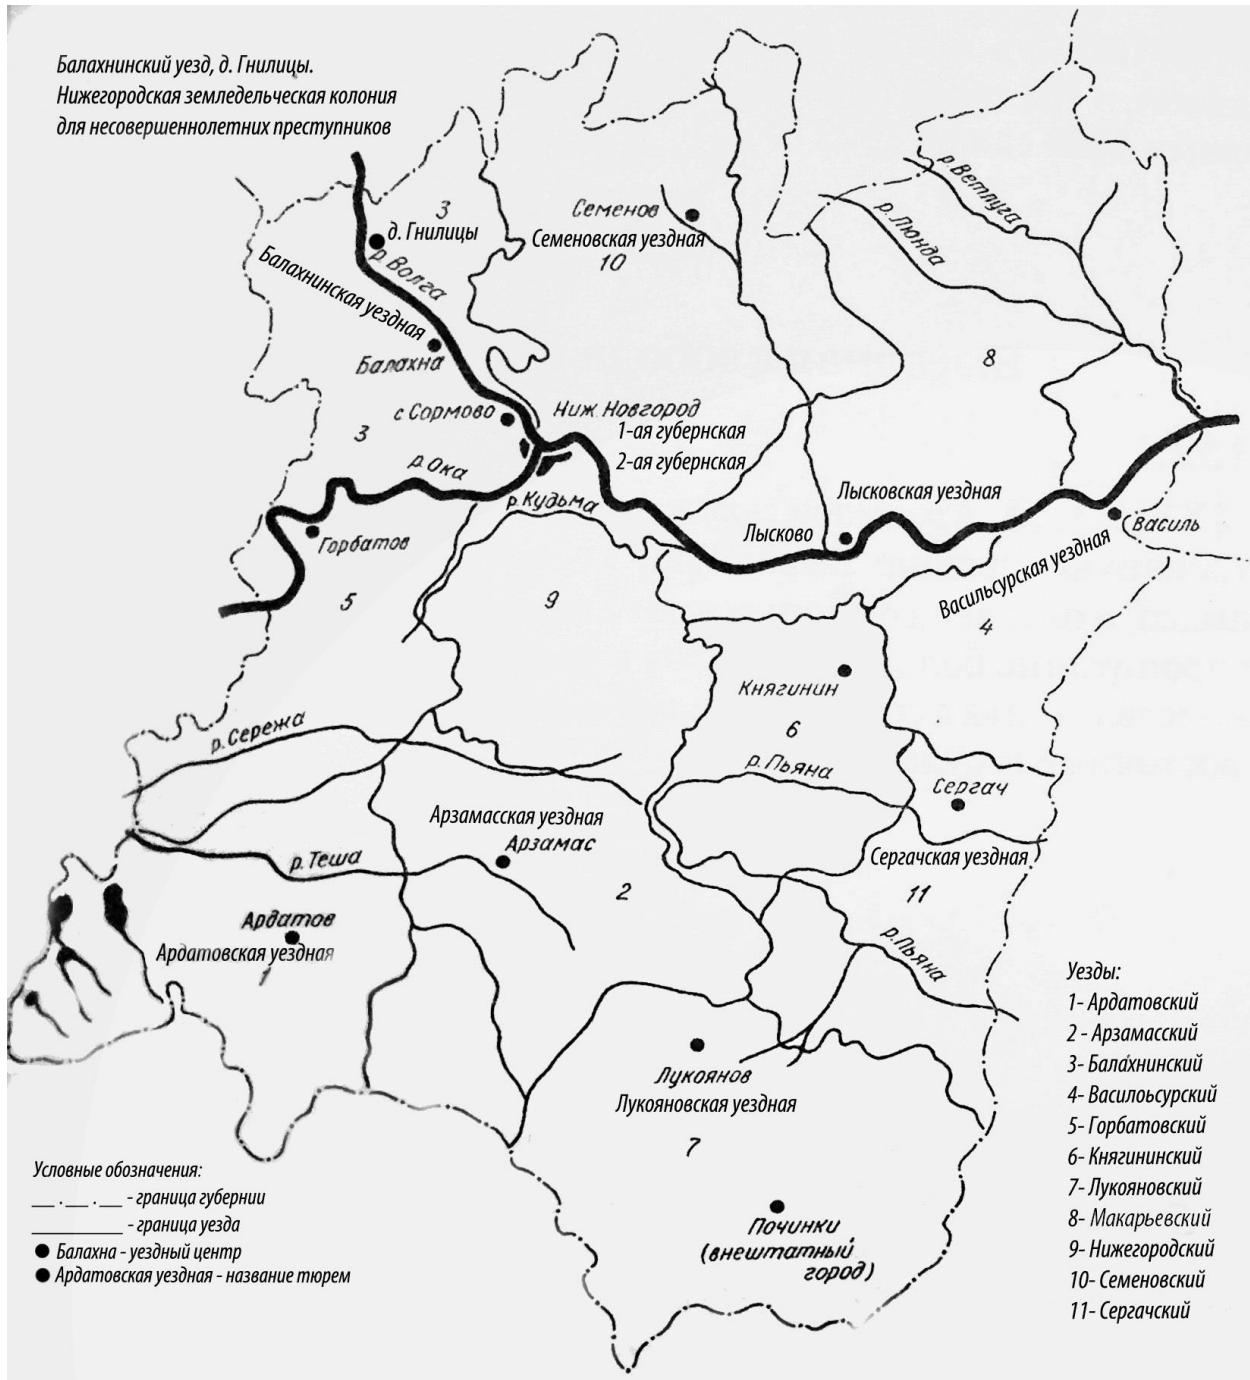 Балахнинский уезд, д. Гнилицы.
Нижегородская земледельческая колония
для несовершеннолетних преступников
3
д. Гнилицы
р. Волга
Балахнинская уездная
Балахна
Семенов
Семеновская уездная
10
р. Ветлуга
р. Люнда
8
с Сормово
3
Ниж. Новгород
1-ая губернская
2-ая губернская
р. Ока
р. Кудьма
Горбатов
Лысковская уездная
Лысково
Василь
Васильсурская уездная
4
5
9
Княгинин
6
р. Сережа
р. Пьяна
Сергач
Арзамасская уездная
Арзамас
р. Теша
Сергачская уездная
2
11
Ардатов
Ардатовская уездная
1
р. Пьяна
Лукоянов
Лукояновская уездная
7
Починки
(внештатный
город)
Условные обозначения:
__ . __ . __ - граница губернии
________ - граница уезда
Балахна - уездный центр
Ардатовская уездная - название тюрем
Уезды:
1- Ардатовский
2 - Арзамасский
3- Балахнинский
4- Василоьсурский
5- Горбатовский
6- Княгининский
7- Лукояновский
8- Макарьевский
9- Нижегородский
10- Семеновский
11- Сергачский